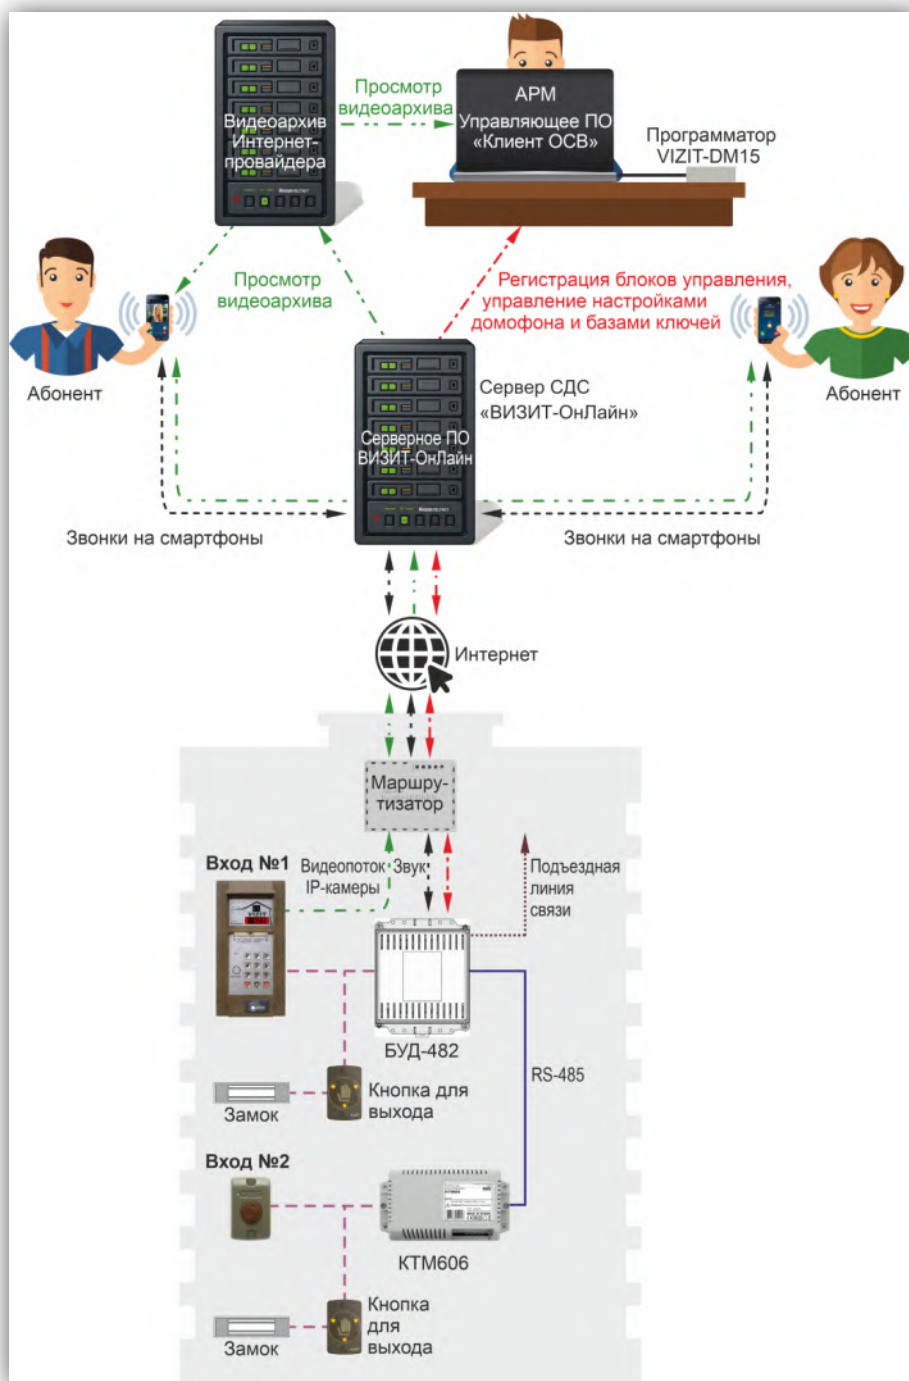 Просмотр
видеоархива
АРМ
Управляющее ПО
«Клиент ОСВ»
Видеоархив
Интернет-
провайдера
Программатор
VIZIT-DM15
Просмотр
видеоархива
Регистрация блоков управления,
управление настройками
домофона и базами ключей
Абонент
Сервер СДС
«ВИЗИТ-ОнЛайн»
Абонент
Серверное ПО
ВИЗИТ-ОнЛайн
Звонки на смартфоны
Звонки на смартфоны
Интернет
Маршру-
тизатор
Вход №1
Видеопоток
IP-камеры
Звук
Подъездная
линия
связи
БУД-482
RS-485
Кнопка для
выхода
Замок
Вход №2
КТМ606
Кнопка
для
выхода
Замок